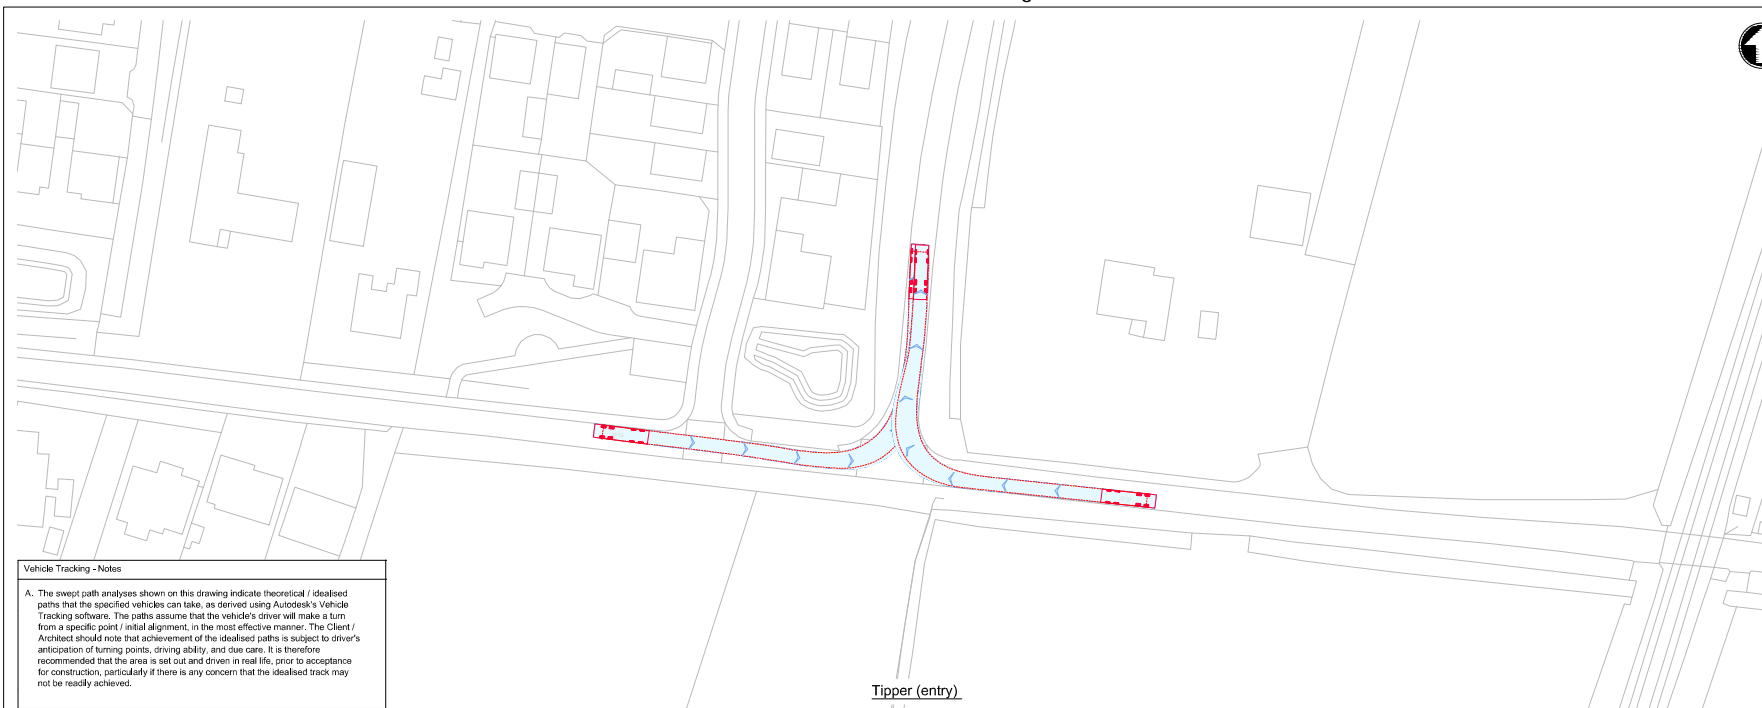 Vehicle Tracking - Notes
A. The swept path analyses shown on this drawing indicate theoretical / idealised
paths that the specified vehicles can take, as derived using Autodesk's Vehicle
Tracking software. The paths assume that the vehicle's driver will make a turn
from a specific point / initial alignment, in the most effective manner. The Client /
Architect should note that achievement of the idealised paths is subject to driver's
anticipation of turning points, driving ability, and due care. It is therefore
recommended that the area is set out and driven in real life, prior to acceptance
for construction, particularly if there is any concern that the idealised track may
not be readily achieved.
Tipper (entry)